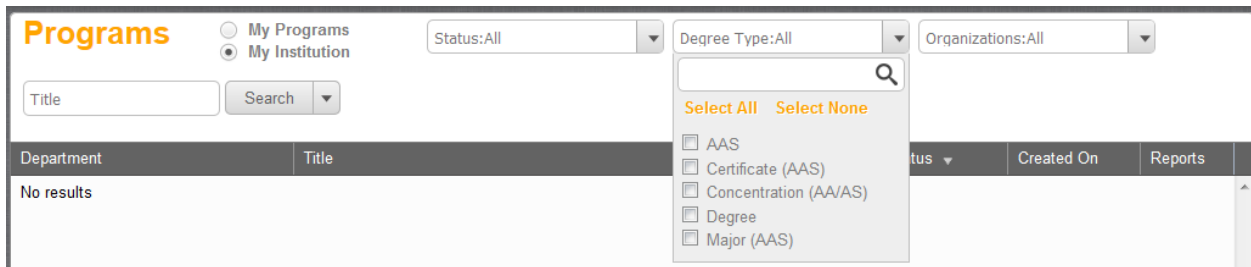 Programs
My Programs
My Institution
Status:All
Degree Type:All
Organizations:All
Title
Search
Select All Select None
AAS
Certificate (AAS)
Concentration (AA/AS)
Degree
Major (AAS)
Department Title tus Created On Reports
No results